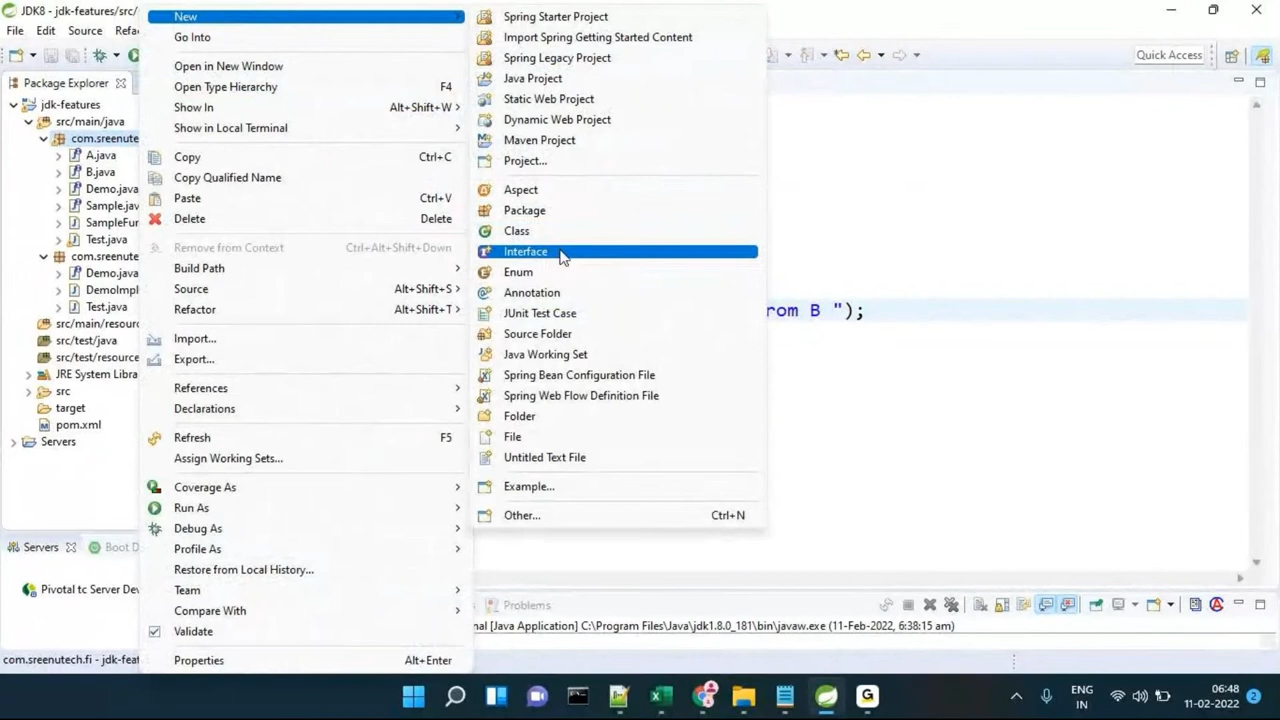 JDK8 - jdk-features/src/
File Edit Source Refa
Quick Access
Package Explorer
jdk-features
src/main/java
com.sreenute
A.java
B.java
Demo.java
Sample.jav
SampleFur
Test.java
com.sreenute
Demo.java
DemoImpl
Test.java
src/main/resourc
src/test/java
src/test/resource
JRE System Libra
src
target
pom.xml
Servers
Servers
Boot D
Pivotal tc Server Dev
com.sreenutech.fi - jdk-feat
New
Go Into
Open in New Window
Open Type Hierarchy F4
Show In Alt+Shift+W
Show in Local Terminal
Copy Ctrl+C
Copy Qualified Name
Paste Ctrl+V
Delete Delete
Remove from Context Ctrl+Alt+Shift+Down
Build Path
Source Alt+Shift+S
Refactor Alt+Shift+T
Import...
Export...
References
Declarations
Refresh F5
Assign Working Sets...
Coverage As
Run As
Debug As
Profile As
Restore from Local History...
Team
Compare With
Validate
Properties Alt+Enter
Spring Starter Project
Import Spring Getting Started Content
Spring Legacy Project
Java Project
Static Web Project
Dynamic Web Project
Maven Project
Project...
Aspect
Package
Class
Interface
Enum
Annotation
JUnit Test Case
Source Folder
Java Working Set
Spring Bean Configuration File
Spring Web Flow Definition File
Folder
File
Untitled Text File
Example...
Other... Ctrl+N
rom B ");
Problems
nal [Java Application] C:\Program Files\Java\jdk1.8.0_181\bin\javaw.exe (11-Feb-2022, 6:38:15 am)
ENG
IN
06:48
11-02-2022
2